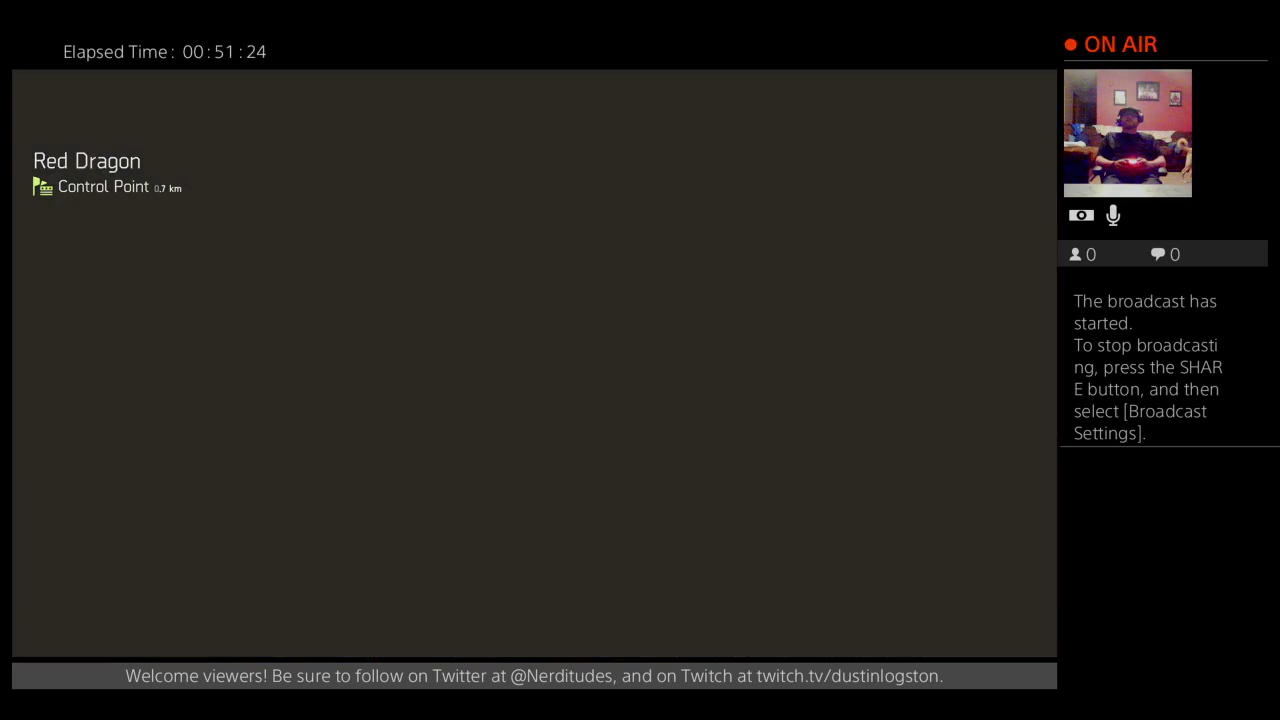 Elapsed Time: 00:51:24
ON AIR
Red Dragon
Control Point 0.7 km
0
0
The broadcast has
started.
To stop broadcasti
ng, press the SHAR
E button, and then
select [Broadcast
Settings].
Welcome viewers! Be sure to follow on Twitter at @Nerditudes, and on Twitch at twitch.tv/dustinlogston.